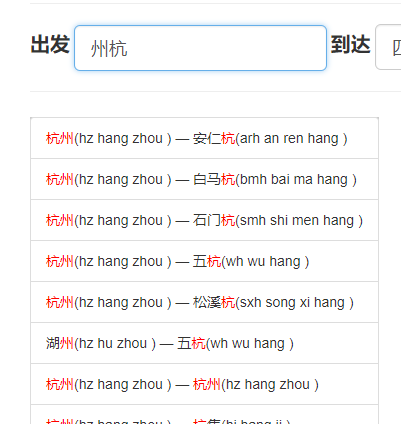 出发 州杭 到达
杭州(hz hang zhou ) — 安仁杭(arh an ren hang )
杭州(hz hang zhou ) — 白马杭(bmh bai ma hang )
杭州(hz hang zhou ) — 石门杭(smh shi men hang )
杭州(hz hang zhou ) — 五杭(wh wu hang )
杭州(hz hang zhou ) — 松溪杭(sxh song xi hang )
湖州(hz hu zhou ) — 五杭(wh wu hang )
杭州(hz hang zhou ) — 杭州(hz hang zhou )
杭州(hz hang zhou ) — 杭集(hj hang ji )